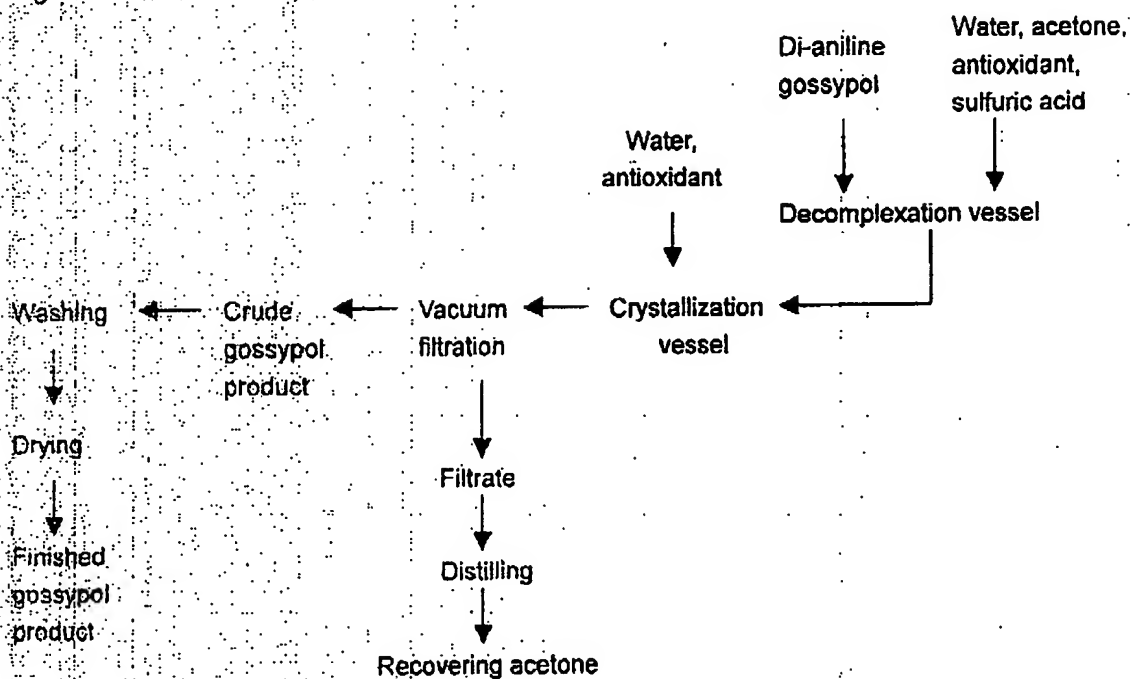 Di-aniline
gossypol
Water, acetone,
antioxidant,
sulfuric acid
Water,
antioxidant
Decomplexation vessel
Crystallization
vessel
Vacuum
filtration
Crude
gossypol
product
Washing
Drying
Finished
gossypol
product
Filtrate
Distilling
Recovering acetone